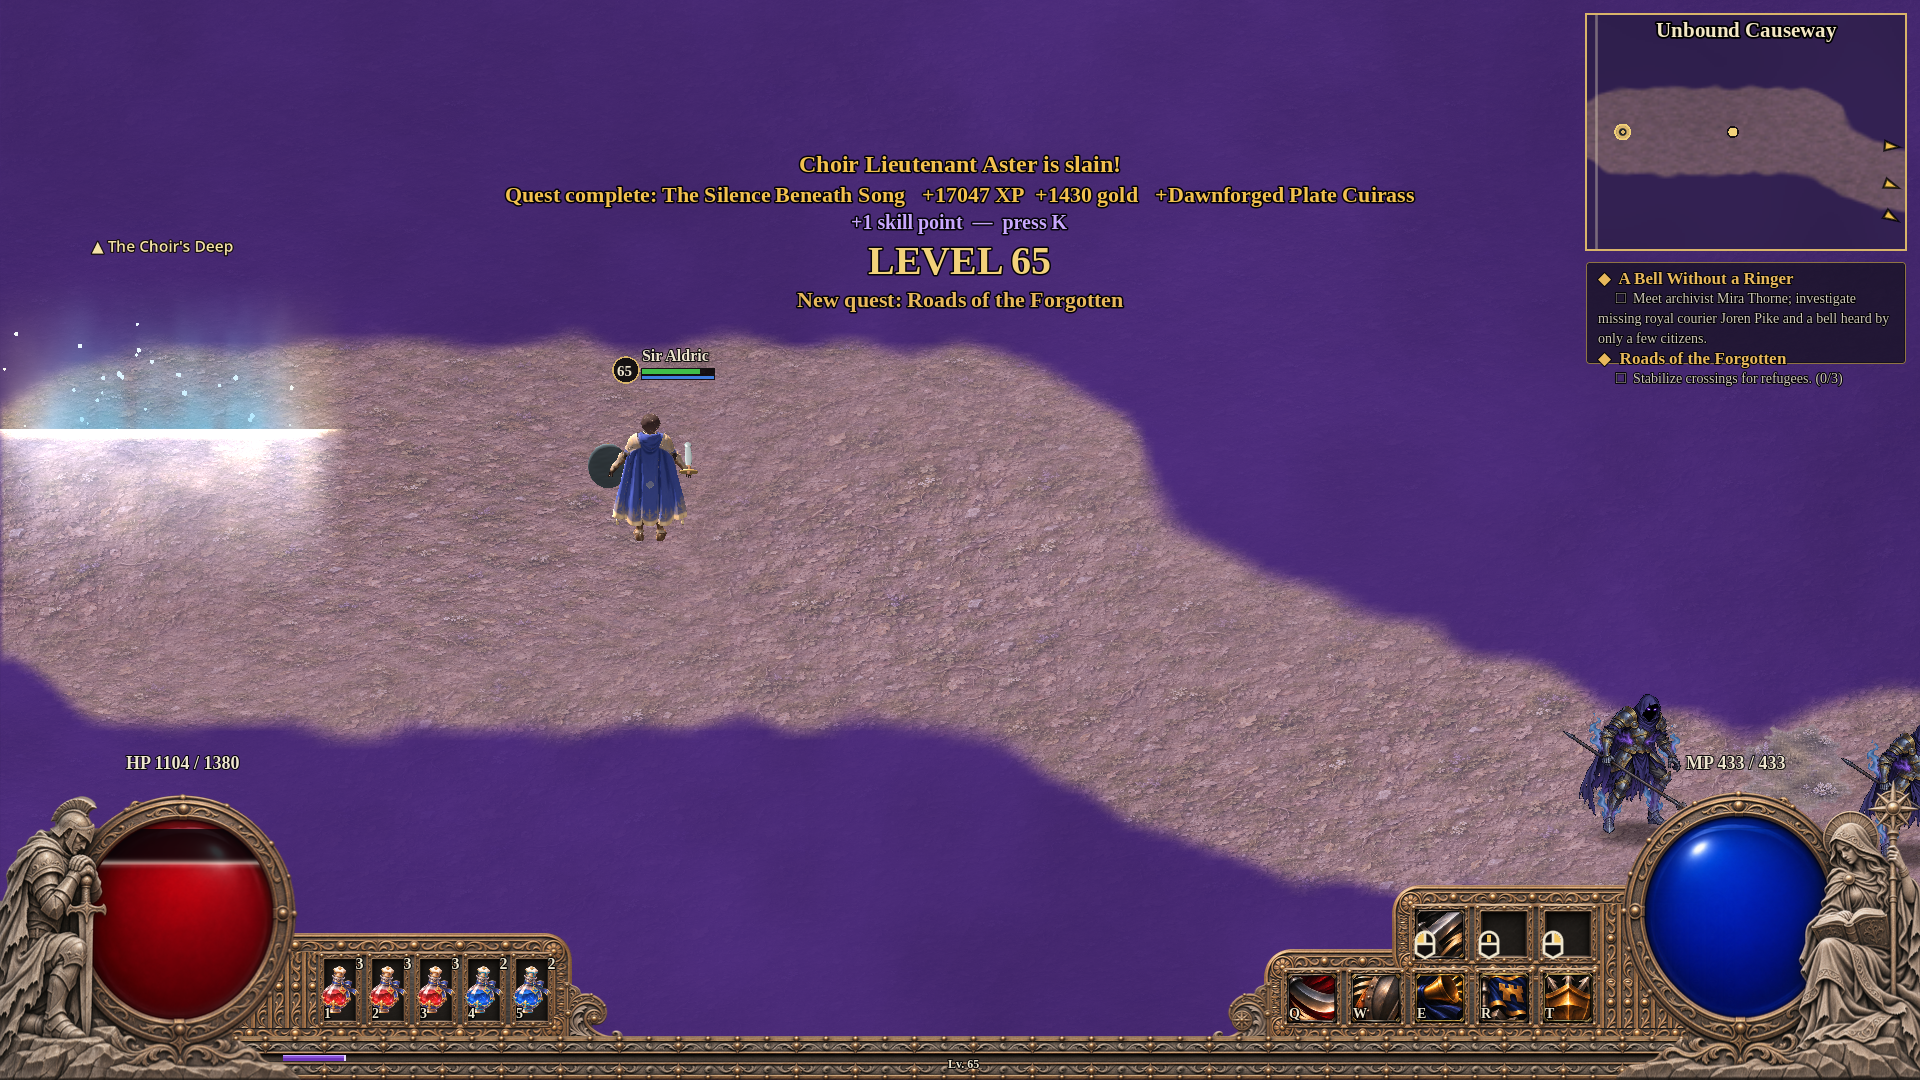 Unbound Causeway
Choir Lieutenant Aster is slain!
Quest complete: The Silence Beneath Song +17047 XP +1430 gold +Dawnforged Plate Cuirass
+1 skill point — press K
▲ The Choir's Deep
LEVEL 65
New quest: Roads of the Forgotten
◆ A Bell Without a Ringer
☐ Meet archivist Mira Thorne; investigate
missing royal courier Joren Pike and a bell heard by
only a few citizens.
◆ Roads of the Forgotten
☐ Stabilize crossings for refugees. (0/3)
Sir Aldric
65
HP 1104 / 1380
MP 433 / 433
3 3 3 2 2
1 2 3 4 5
Q W E R T
Lv. 65